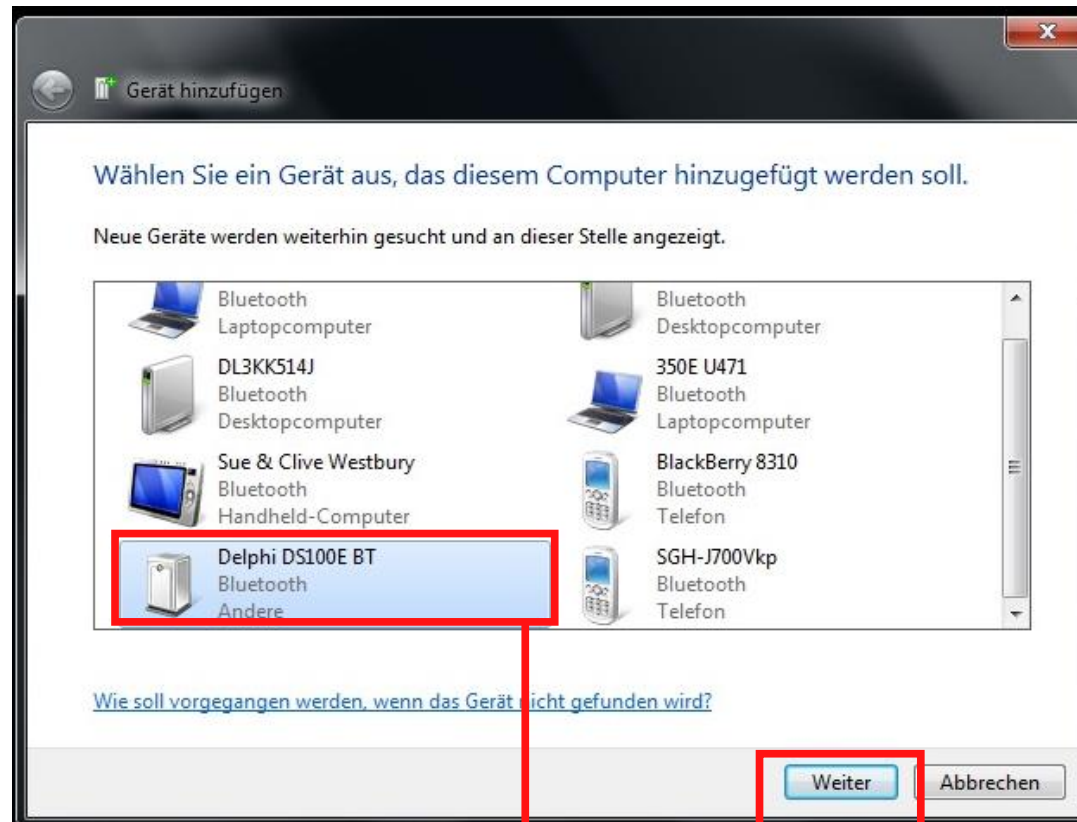 Gerät hinzufügen
Wählen Sie ein Gerät aus, das diesem Computer hinzugefügt werden soll.
Neue Geräte werden weiterhin gesucht und an dieser Stelle angezeigt.
Bluetooth
Laptopcomputer
Bluetooth
Desktopcomputer
DL3KK514J
Bluetooth
Desktopcomputer
350E U471
Bluetooth
Laptopcomputer
Sue & Clive Westbury
Bluetooth
Handheld-Computer
BlackBerry 8310
Bluetooth
Telefon
Delphi DS100E BT
Bluetooth
Andere
SGH-J700Vkp
Bluetooth
Telefon
Wie soll vorgegangen werden, wenn das Gerät nicht gefunden wird?
Weiter
Abbrechen